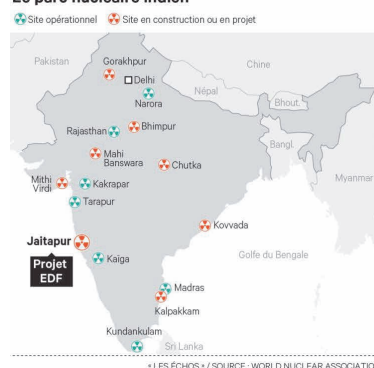 Le parc nucléaire indien
Site opérationnel Site en construction ou en projet
Pakistan
Gorakhpur
Chine
Delhi
Népal
Narora
Bhout.
Rajasthan
Bhimpur
Bangl.
Mahi
Banswara
Chutka
Mithi
Virdi
Kakrapar
Myanmar
Tarapur
Kovvada
Jaitapur
Projet
EDF
Kaiga
Golfe du Bengale
Madras
Kalpakkam
Kundankulam
Sri Lanka
« LES ÉCHOS » / SOURCE : WORLD NUCLEAR ASSOCIATIO